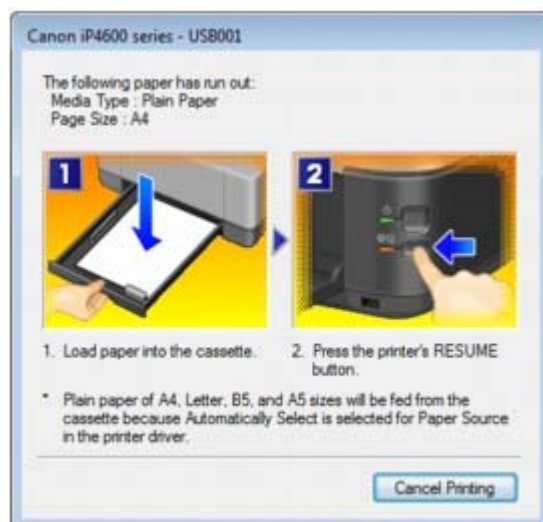 Canon iP4600 series - USB001
The following paper has run out:
Media Type : Plain Paper
Page Size : A4
1
2
1. Load paper into the cassette.
2. Press the printer's RESUME
button.
* Plain paper of A4, Letter, B5, and A5 sizes will be fed from the
cassette because Automatically Select is selected for Paper Source
in the printer driver.
Cancel Printing